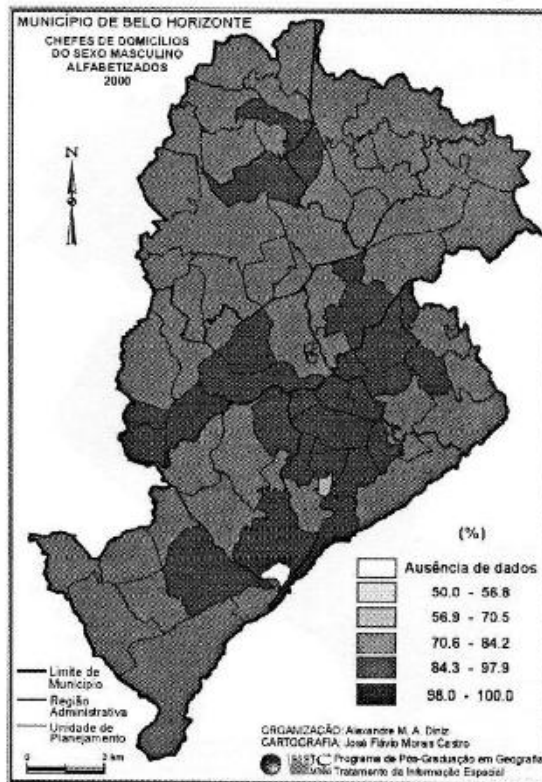 MUNICÍPIO DE BELO HORIZONTE
CHEFES DE DOMICÍLIOS
DO SEXO MASCULINO
ALFABETIZADOS
2000
N
(%)
Ausência de dados
50.0 - 56.8
56.9 - 70.5
70.6 - 84.2
84.3 - 97.9
98.0 - 100.0
Limite de
Município
Região
Administrativa
Unidade de
Planejamento
0 2 km
ORGANIZAÇÃO: Alexandre M. A. Diniz
CARTOGRAFIA: José Flávio Morais Castro
Programa de Pós-Graduação em Geografia
Tratamento da Informação Espacial